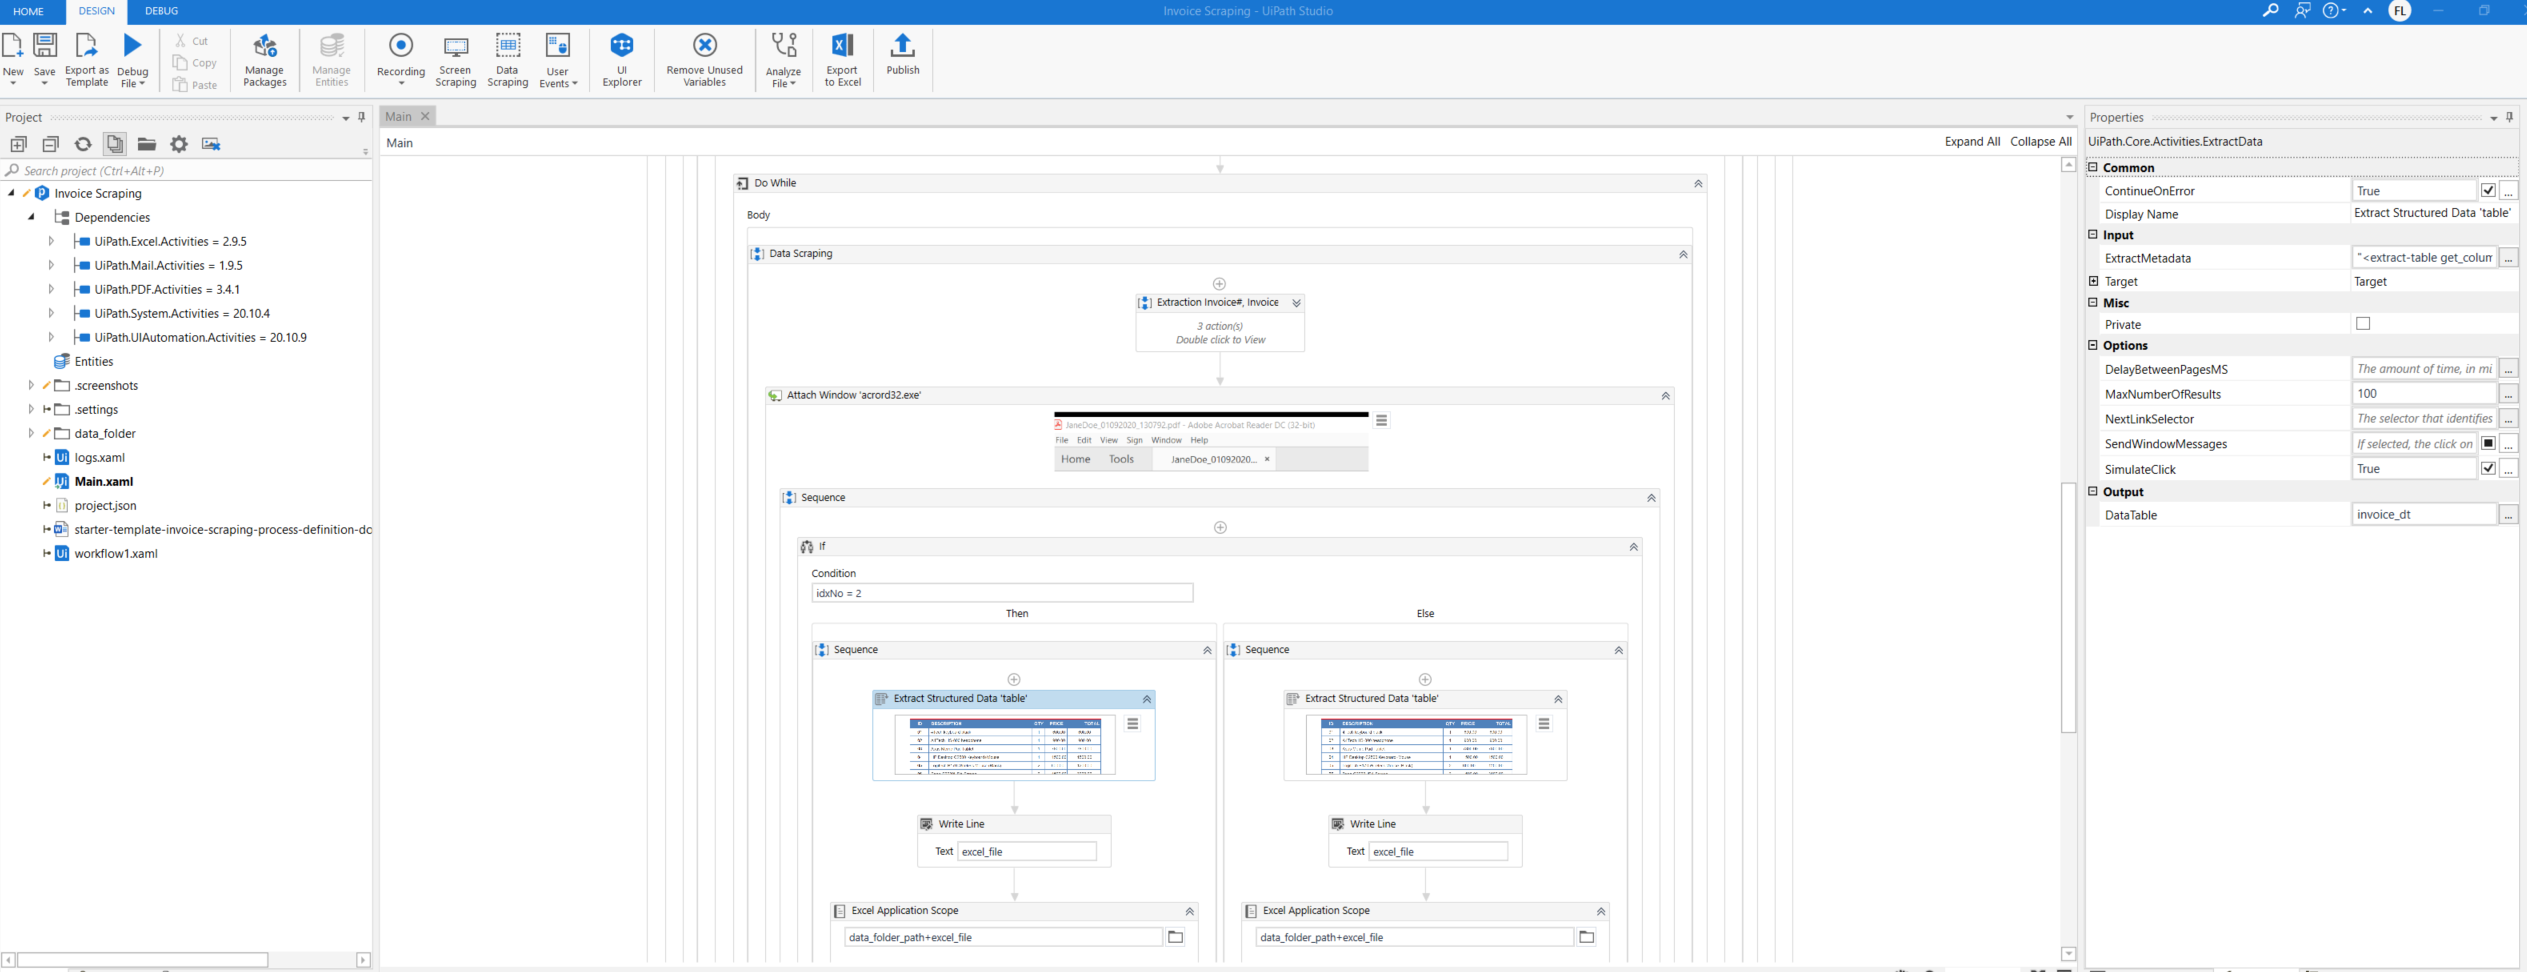 HOME DESIGN DEBUG Invoice Scraping - UiPath Studio FL
New Save Export as Template Debug File Cut Copy Paste Manage Packages Manage Entities Recording Screen Scraping Data Scraping User Events UI Explorer Remove Unused Variables Analyze File Export to Excel Publish
Project
Search project (Ctrl+Alt+P)
Invoice Scraping
Dependencies
UiPath.Excel.Activities = 2.9.5
UiPath.Mail.Activities = 1.9.5
UiPath.PDF.Activities = 3.4.1
UiPath.System.Activities = 20.10.4
UiPath.UIAutomation.Activities = 20.10.9
Entities
.screenshots
.settings
data_folder
logs.xaml
Main.xaml
project.json
starter-template-invoice-scraping-process-definition-dc
workflow1.xaml
Main
Main Expand All Collapse All
Do While
Body
Data Scraping
Extraction Invoice#, Invoice
3 action(s)
Double click to View
Attach Window 'acrord32.exe'
JaneDoe_01092020_130792.pdf - Adobe Acrobat Reader DC (32-bit)
File Edit View Sign Window Help
Home Tools JaneDoe_01092020... ×
Sequence
If
Condition
idxNo = 2
Then Else
Sequence Sequence
Extract Structured Data 'table' Extract Structured Data 'table'
ID DESCRIPTION QTY PRICE TOTAL ID DESCRIPTION QTY PRICE TOTAL
Write Line Write Line
Text excel_file Text excel_file
Excel Application Scope Excel Application Scope
data_folder_path+excel_file data_folder_path+excel_file
Properties
UiPath.Core.Activities.ExtractData
Common
ContinueOnError True ...
Display Name Extract Structured Data 'table'
Input
ExtractMetadata "<extract-table get_colum ...
Target Target
Misc
Private
Options
DelayBetweenPagesMS The amount of time, in mi ...
MaxNumberOfResults 100 ...
NextLinkSelector The selector that identifies ...
SendWindowMessages If selected, the click on ...
SimulateClick True ...
Output
DataTable invoice_dt ...